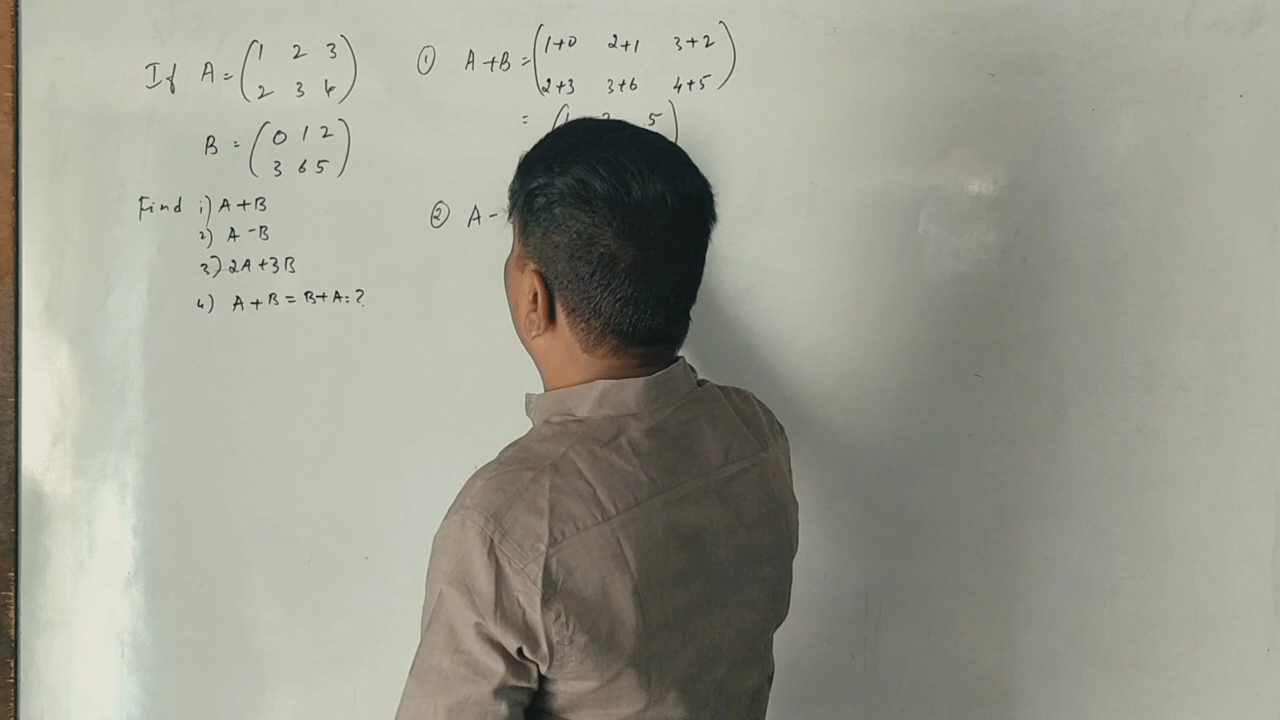 If A = (1 2 3
2 3 4)
B = (0 1 2
3 6 5)
Find i) A+B
2) A-B
3) 2A+3B
4) A+B = B+A = ?
① A+B = (1+0 2+1 3+2
2+3 3+6 4+5)
= ( 5)
② A-